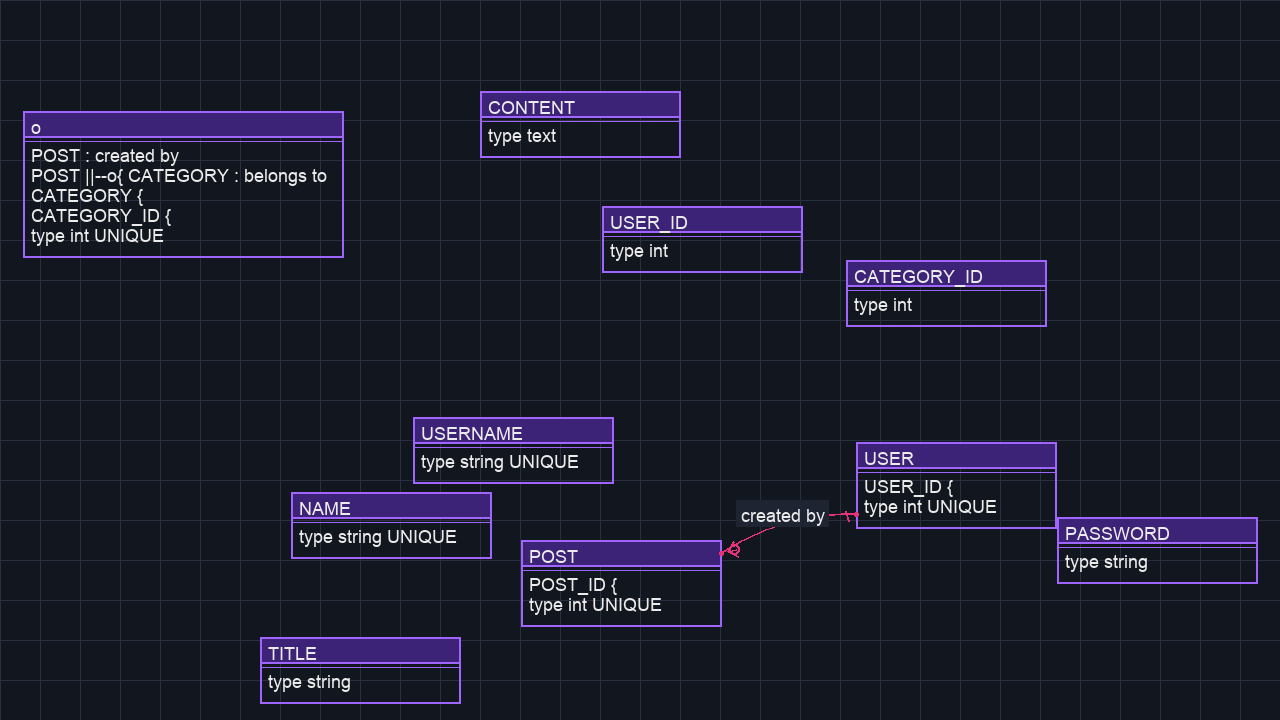 o
POST : created by
POST ||--o{ CATEGORY : belongs to
CATEGORY {
CATEGORY_ID {
type int UNIQUE
CONTENT
type text
USER_ID
type int
CATEGORY_ID
type int
USERNAME
type string UNIQUE
USER
USER_ID {
type int UNIQUE
NAME
type string UNIQUE
created by
PASSWORD
type string
POST
POST_ID {
type int UNIQUE
TITLE
type string